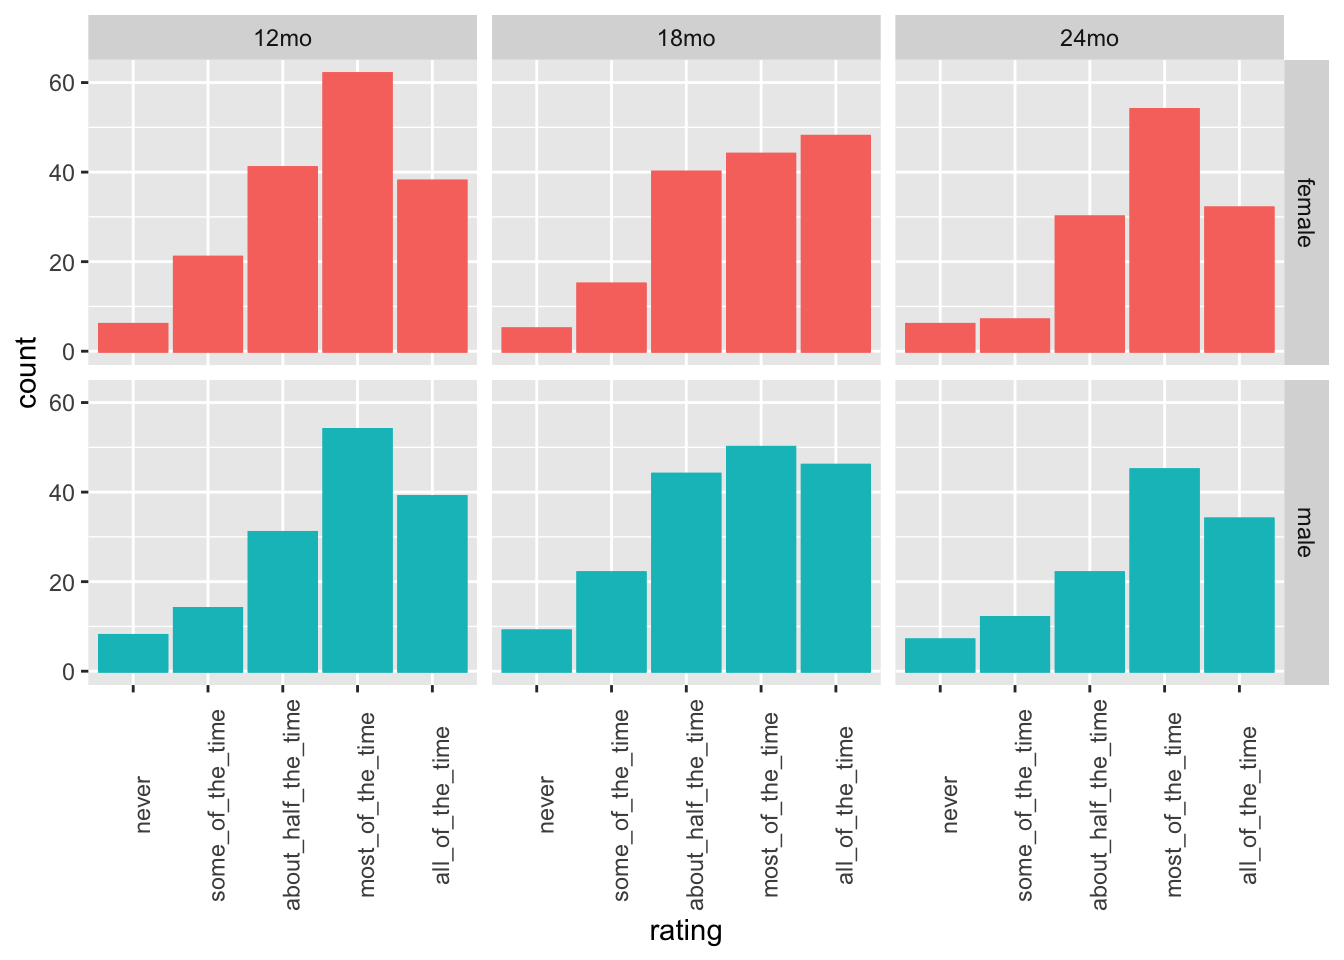 12mo
18mo
24mo
60
40
20
0
female
count
60
40
20
0
male
never
some_of_the_time
about_half_the_time
most_of_the_time
all_of_the_time
never
some_of_the_time
about_half_the_time
most_of_the_time
all_of_the_time
never
some_of_the_time
about_half_the_time
most_of_the_time
all_of_the_time
rating